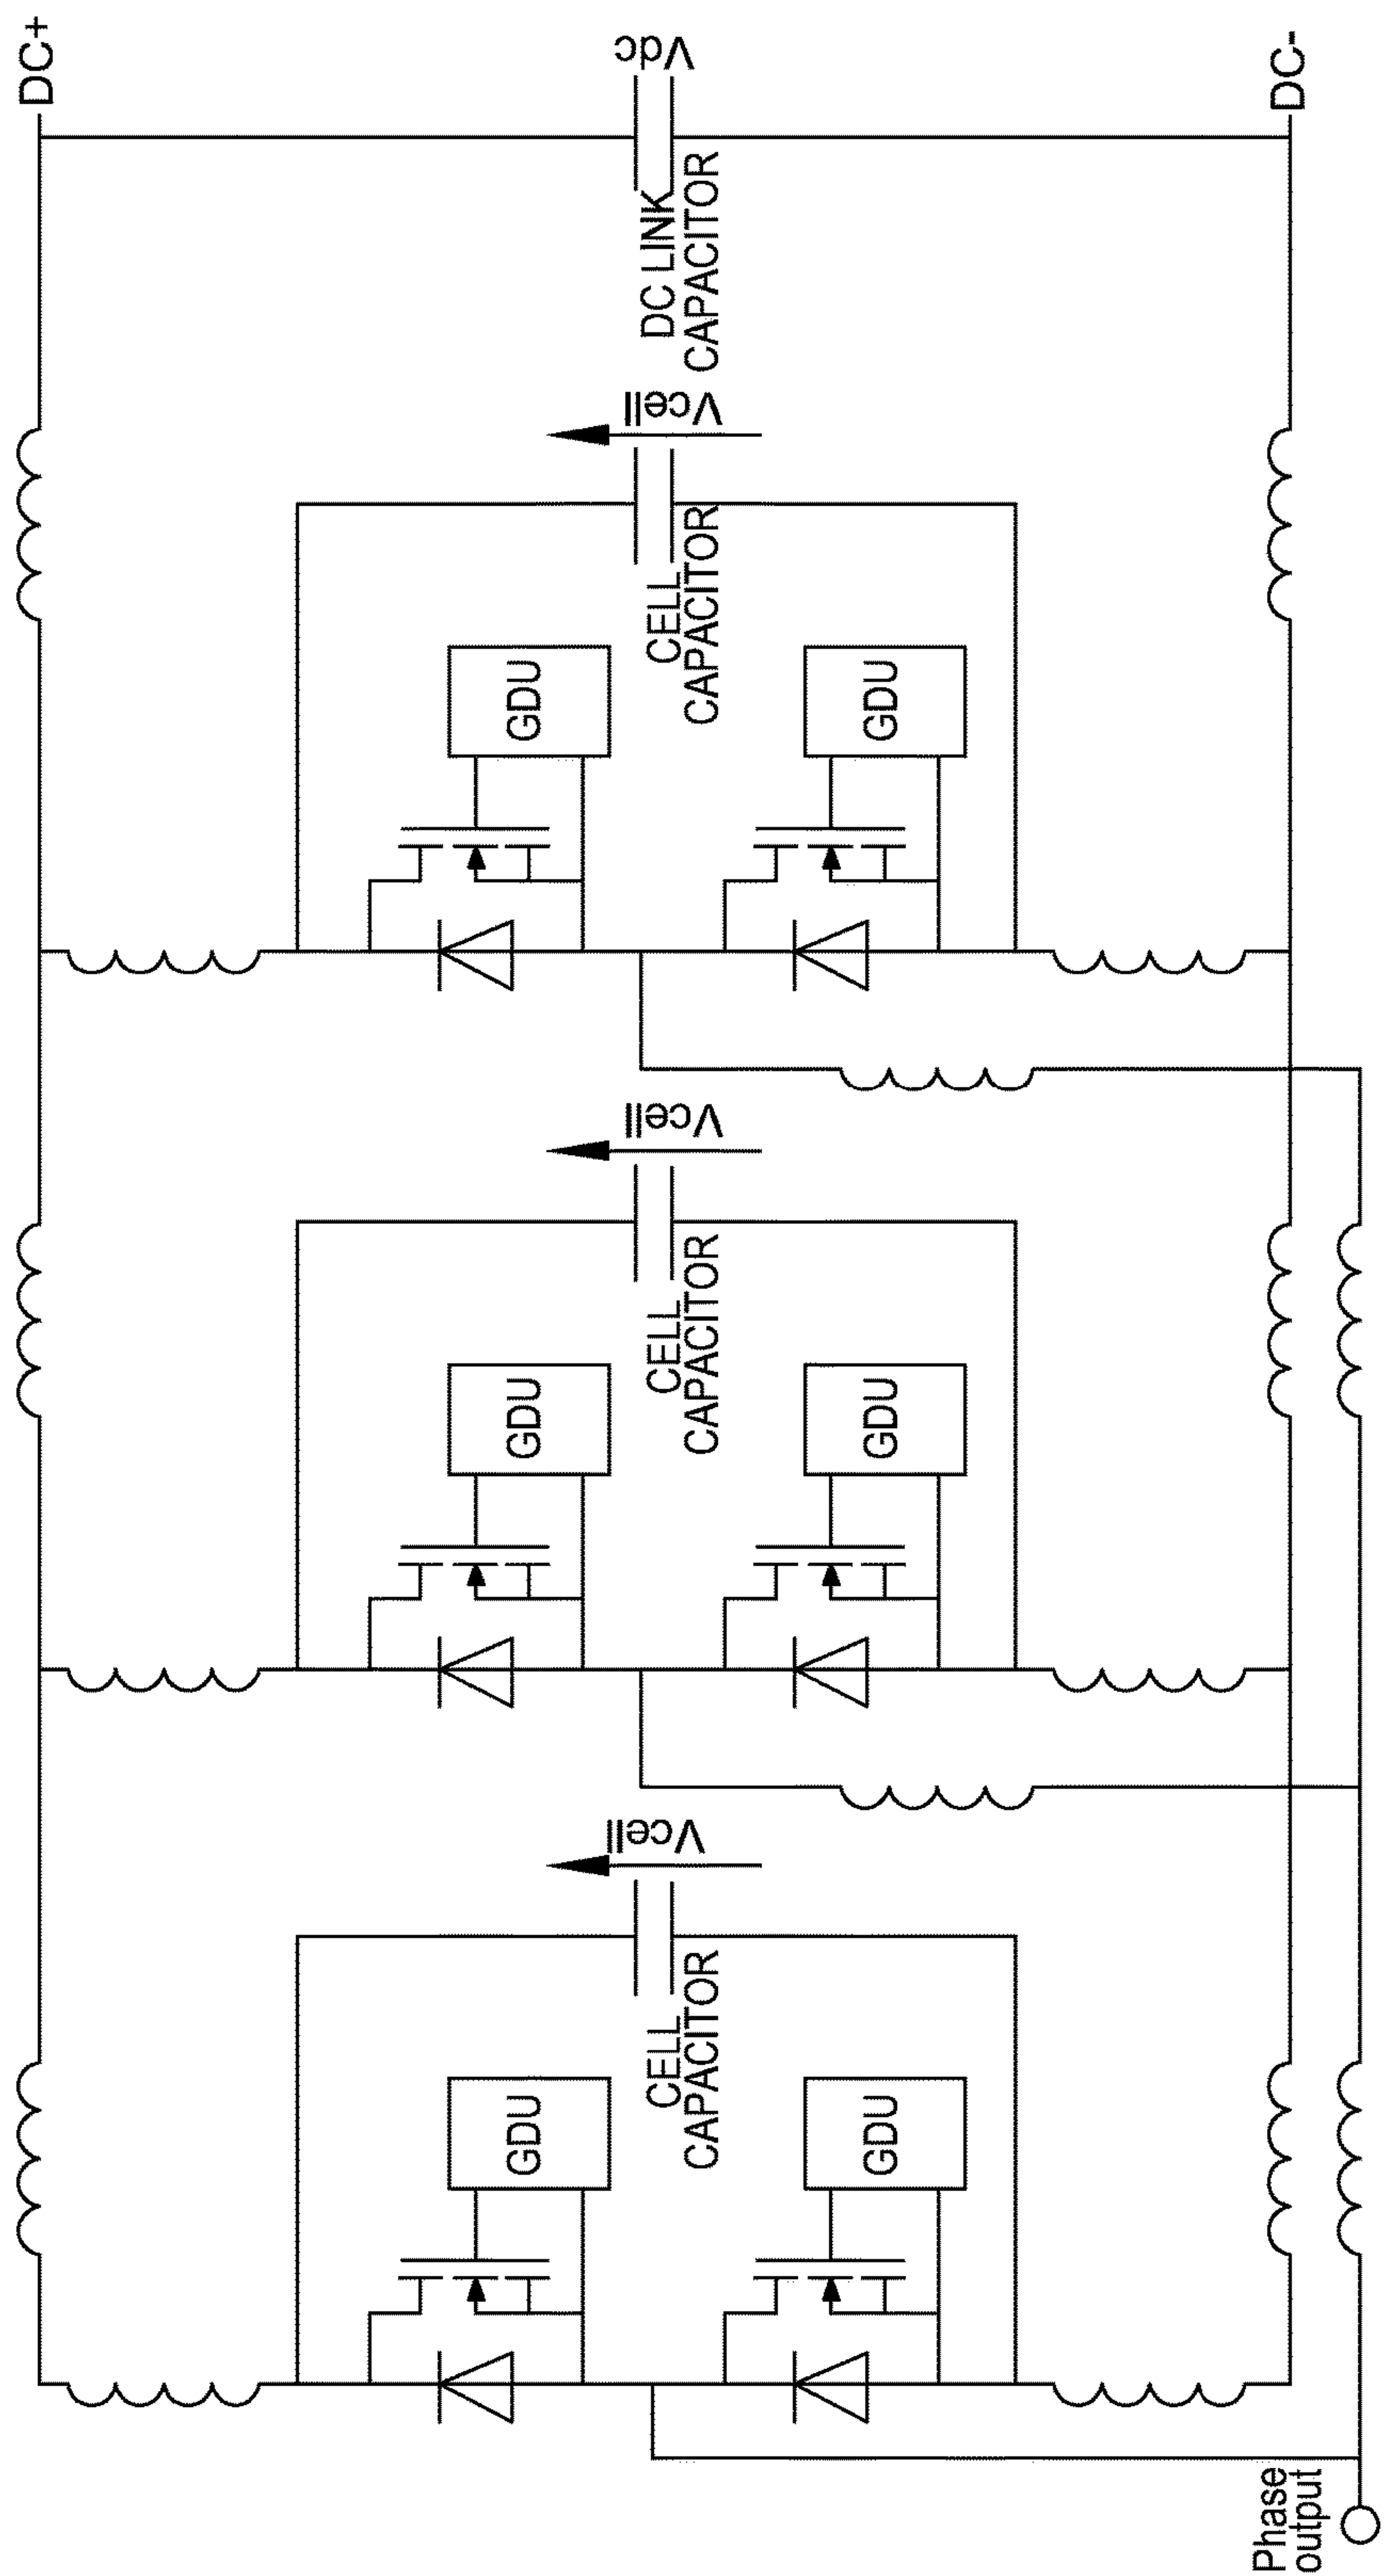 DC+
GDU
GDU
GDU
CELL
CAPACITOR
Vcell
CELL
CAPACITOR
Vcell
CELL
CAPACITOR
Vcell
DC LINK
CAPACITOR
Vdc
GDU
GDU
GDU
DC-
Phase
output